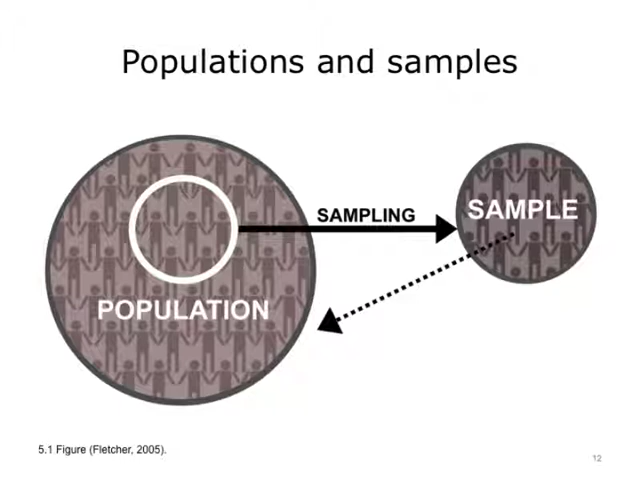 Populations and samples
SAMPLING
SAMPLE
POPULATION
5.1 Figure (Fletcher, 2005).
12